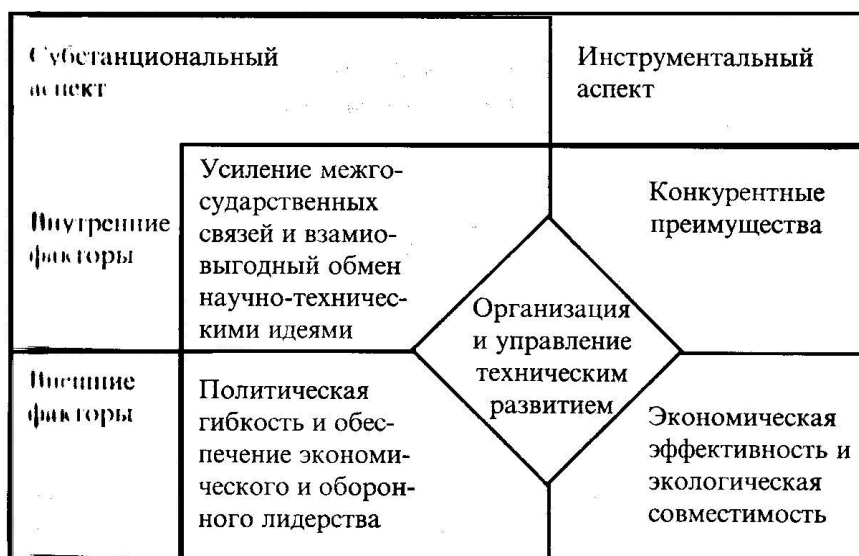 Субстанциональный
аспект
Инструментальный
аспект
Внутренние
факторы
Усиление межго-
сударственных
связей и взамио-
выгодный обмен
научно-техничес-
кими идеями
Конкурентные
преимущества
Организация
и управление
техническим
развитием
Внешние
факторы
Политическая
гибкость и обес-
печение экономи-
ческого и оборон-
ного лидерства
Экономическая
эффективность и
экологическая
совместимость